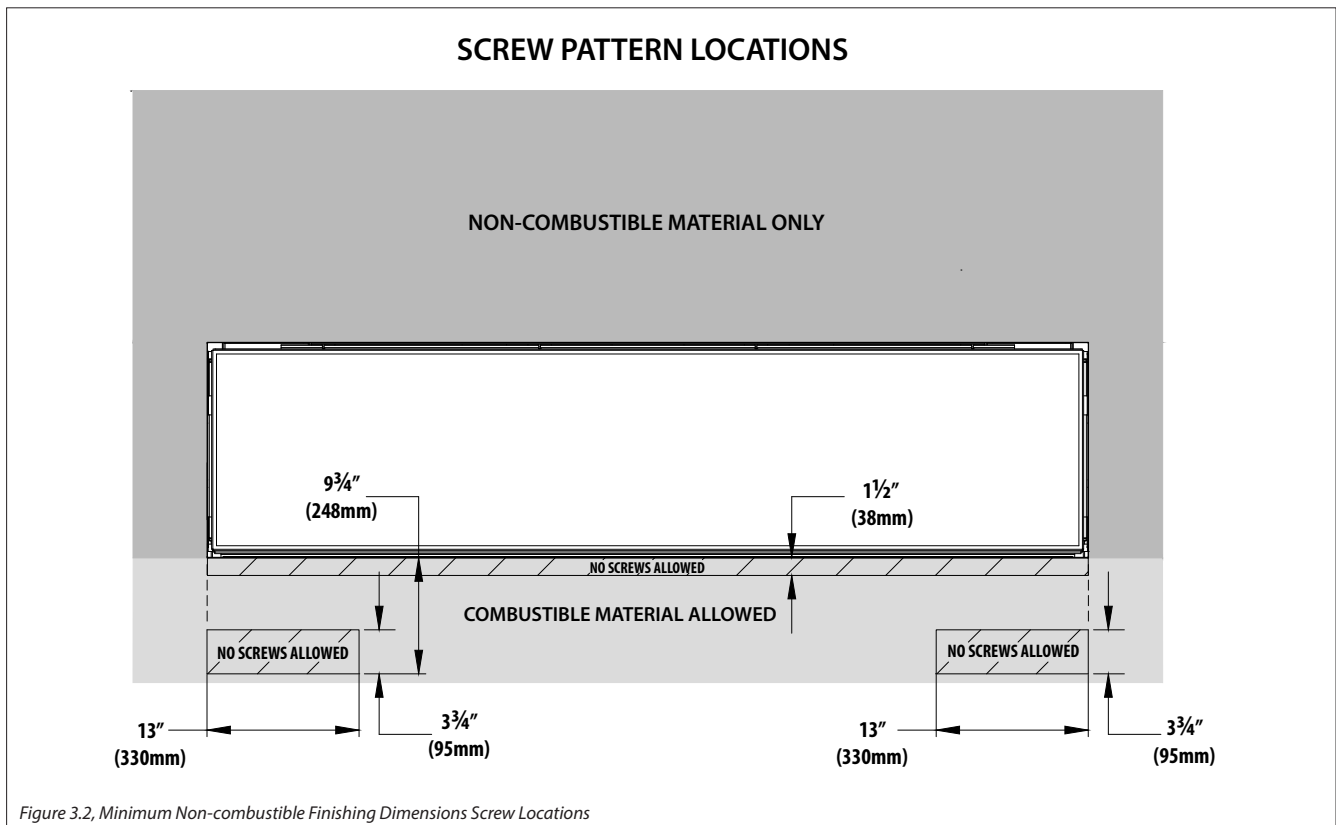 SCREW PATTERN LOCATIONS
NON-COMBUSTIBLE MATERIAL ONLY
9¾"
(248mm)
1½"
(38mm)
NO SCREWS ALLOWED
COMBUSTIBLE MATERIAL ALLOWED
NO SCREWS ALLOWED
NO SCREWS ALLOWED
13"
(330mm)
3¾"
(95mm)
13"
(330mm)
3¾"
(95mm)
Figure 3.2, Minimum Non-combustible Finishing Dimensions Screw Locations